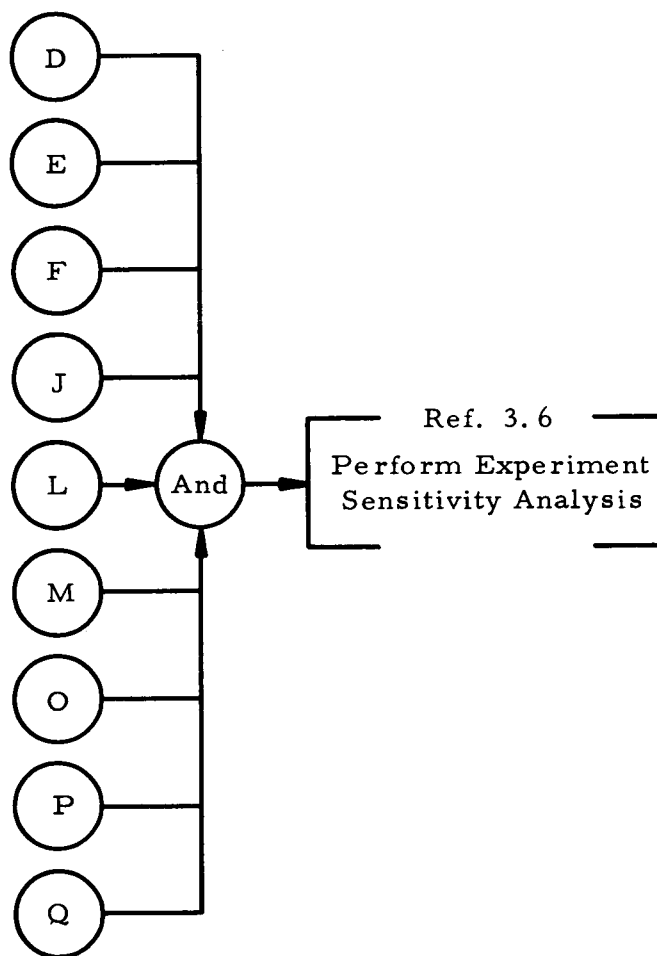 D
E
F
J
L
And
Ref. 3.6
Perform Experiment
Sensitivity Analysis
M
O
P
Q